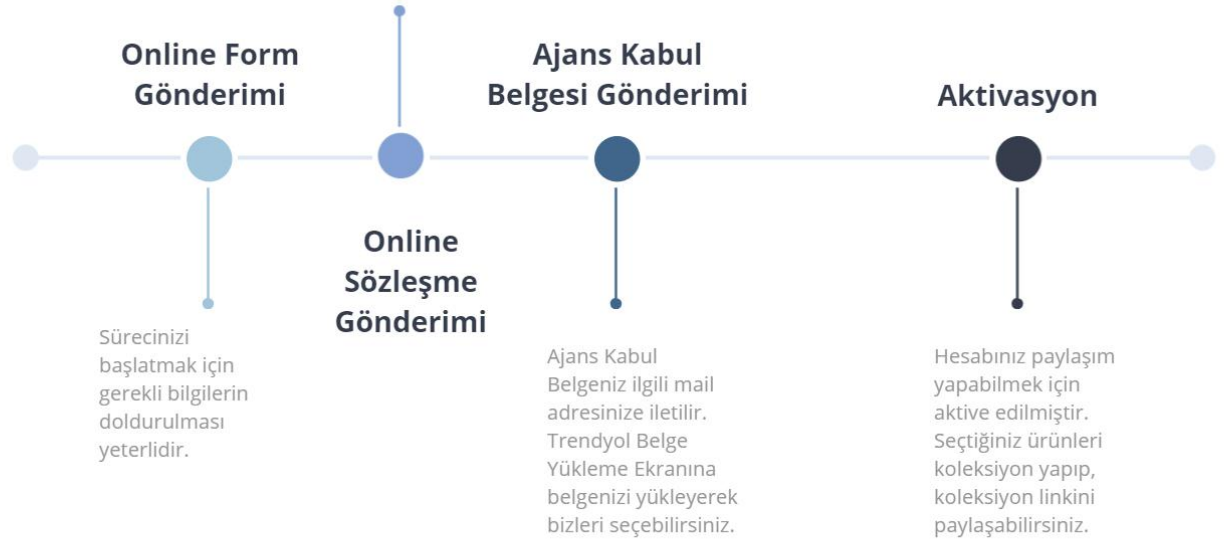 Online Form
Gönderimi
Sürecinizi
başlatmak için
gerekli bilgilerin
doldurulması
yeterlidir.
Online
Sözleşme
Gönderimi
Ajans Kabul
Belgesi Gönderimi
Ajans Kabul
Belgeniz ilgili mail
adresinize iletilir.
Trendyol Belge
Yükleme Ekranına
belgenizi yükleyerek
bizleri seçebilirsiniz.
Aktivasyon
Hesabınız paylaşım
yapabilmek için
aktive edilmiştir.
Seçtiğiniz ürünleri
koleksiyon yapıp,
koleksiyon linkini
paylaşabilirsiniz.